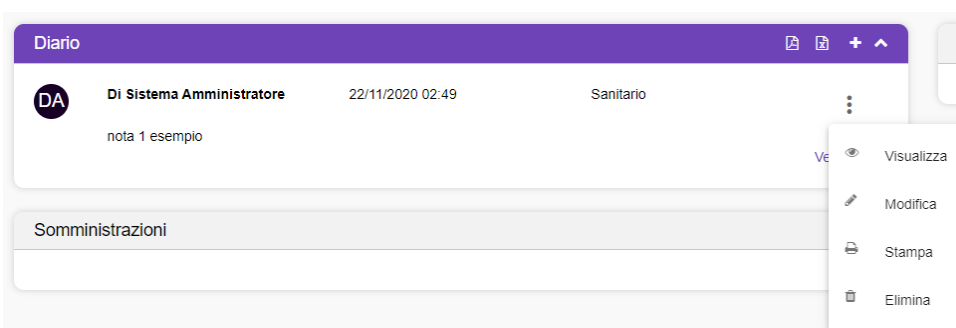 Diario
DA Di Sistema Amministratore 22/11/2020 02:49 Sanitario
nota 1 esempio
Visualizza
Modifica
Somministrazioni
Stampa
Elimina